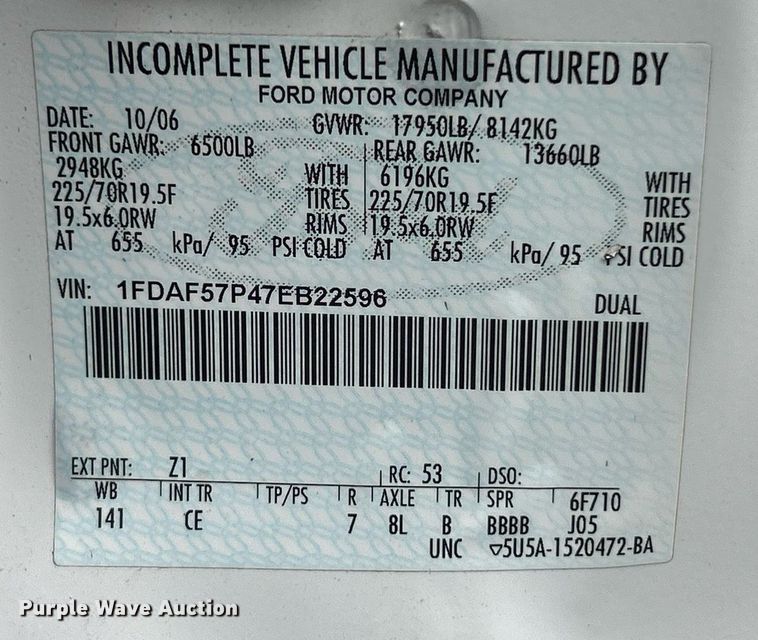 INCOMPLETE VEHICLE MANUFACTURED BY
FORD MOTOR COMPANY
DATE: 10/06 GVWR: 17950LB/ 8142KG
FRONT GAWR: 6500LB REAR GAWR: 13660LB
2948KG WITH 6196KG WITH
225/70R19.5F TIRES 225/70R19.5F TIRES
19.5x6.0RW RIMS 19.5x6.0RW RIMS
AT 655 kPa/ 95 PSI COLD AT 655 kPa/ 95 PSI COLD
VIN: 1FDAF57P47EB22596 DUAL
EXT PNT: Z1 RC: 53 DSO:
WB INT TR TP/PS R AXLE TR SPR 6F710
141 CE 7 8L B BBBB J05
UNC ▽5U5A-1520472-BA
Purple Wave Auction